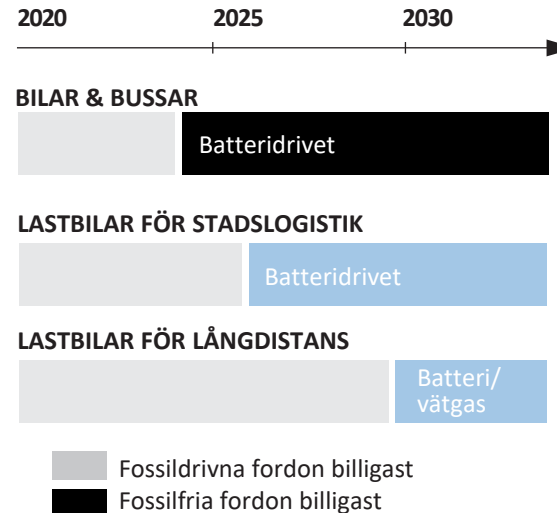 2020 2025 2030
BILAR & BUSSAR
Batteridrivet
LASTBILAR FÖR STADSLOGISTIK
Batteridrivet
LASTBILAR FÖR LÅNGDISTANS
Batteri/
vätgas
Fossildrivna fordon billigast
Fossilfria fordon billigast